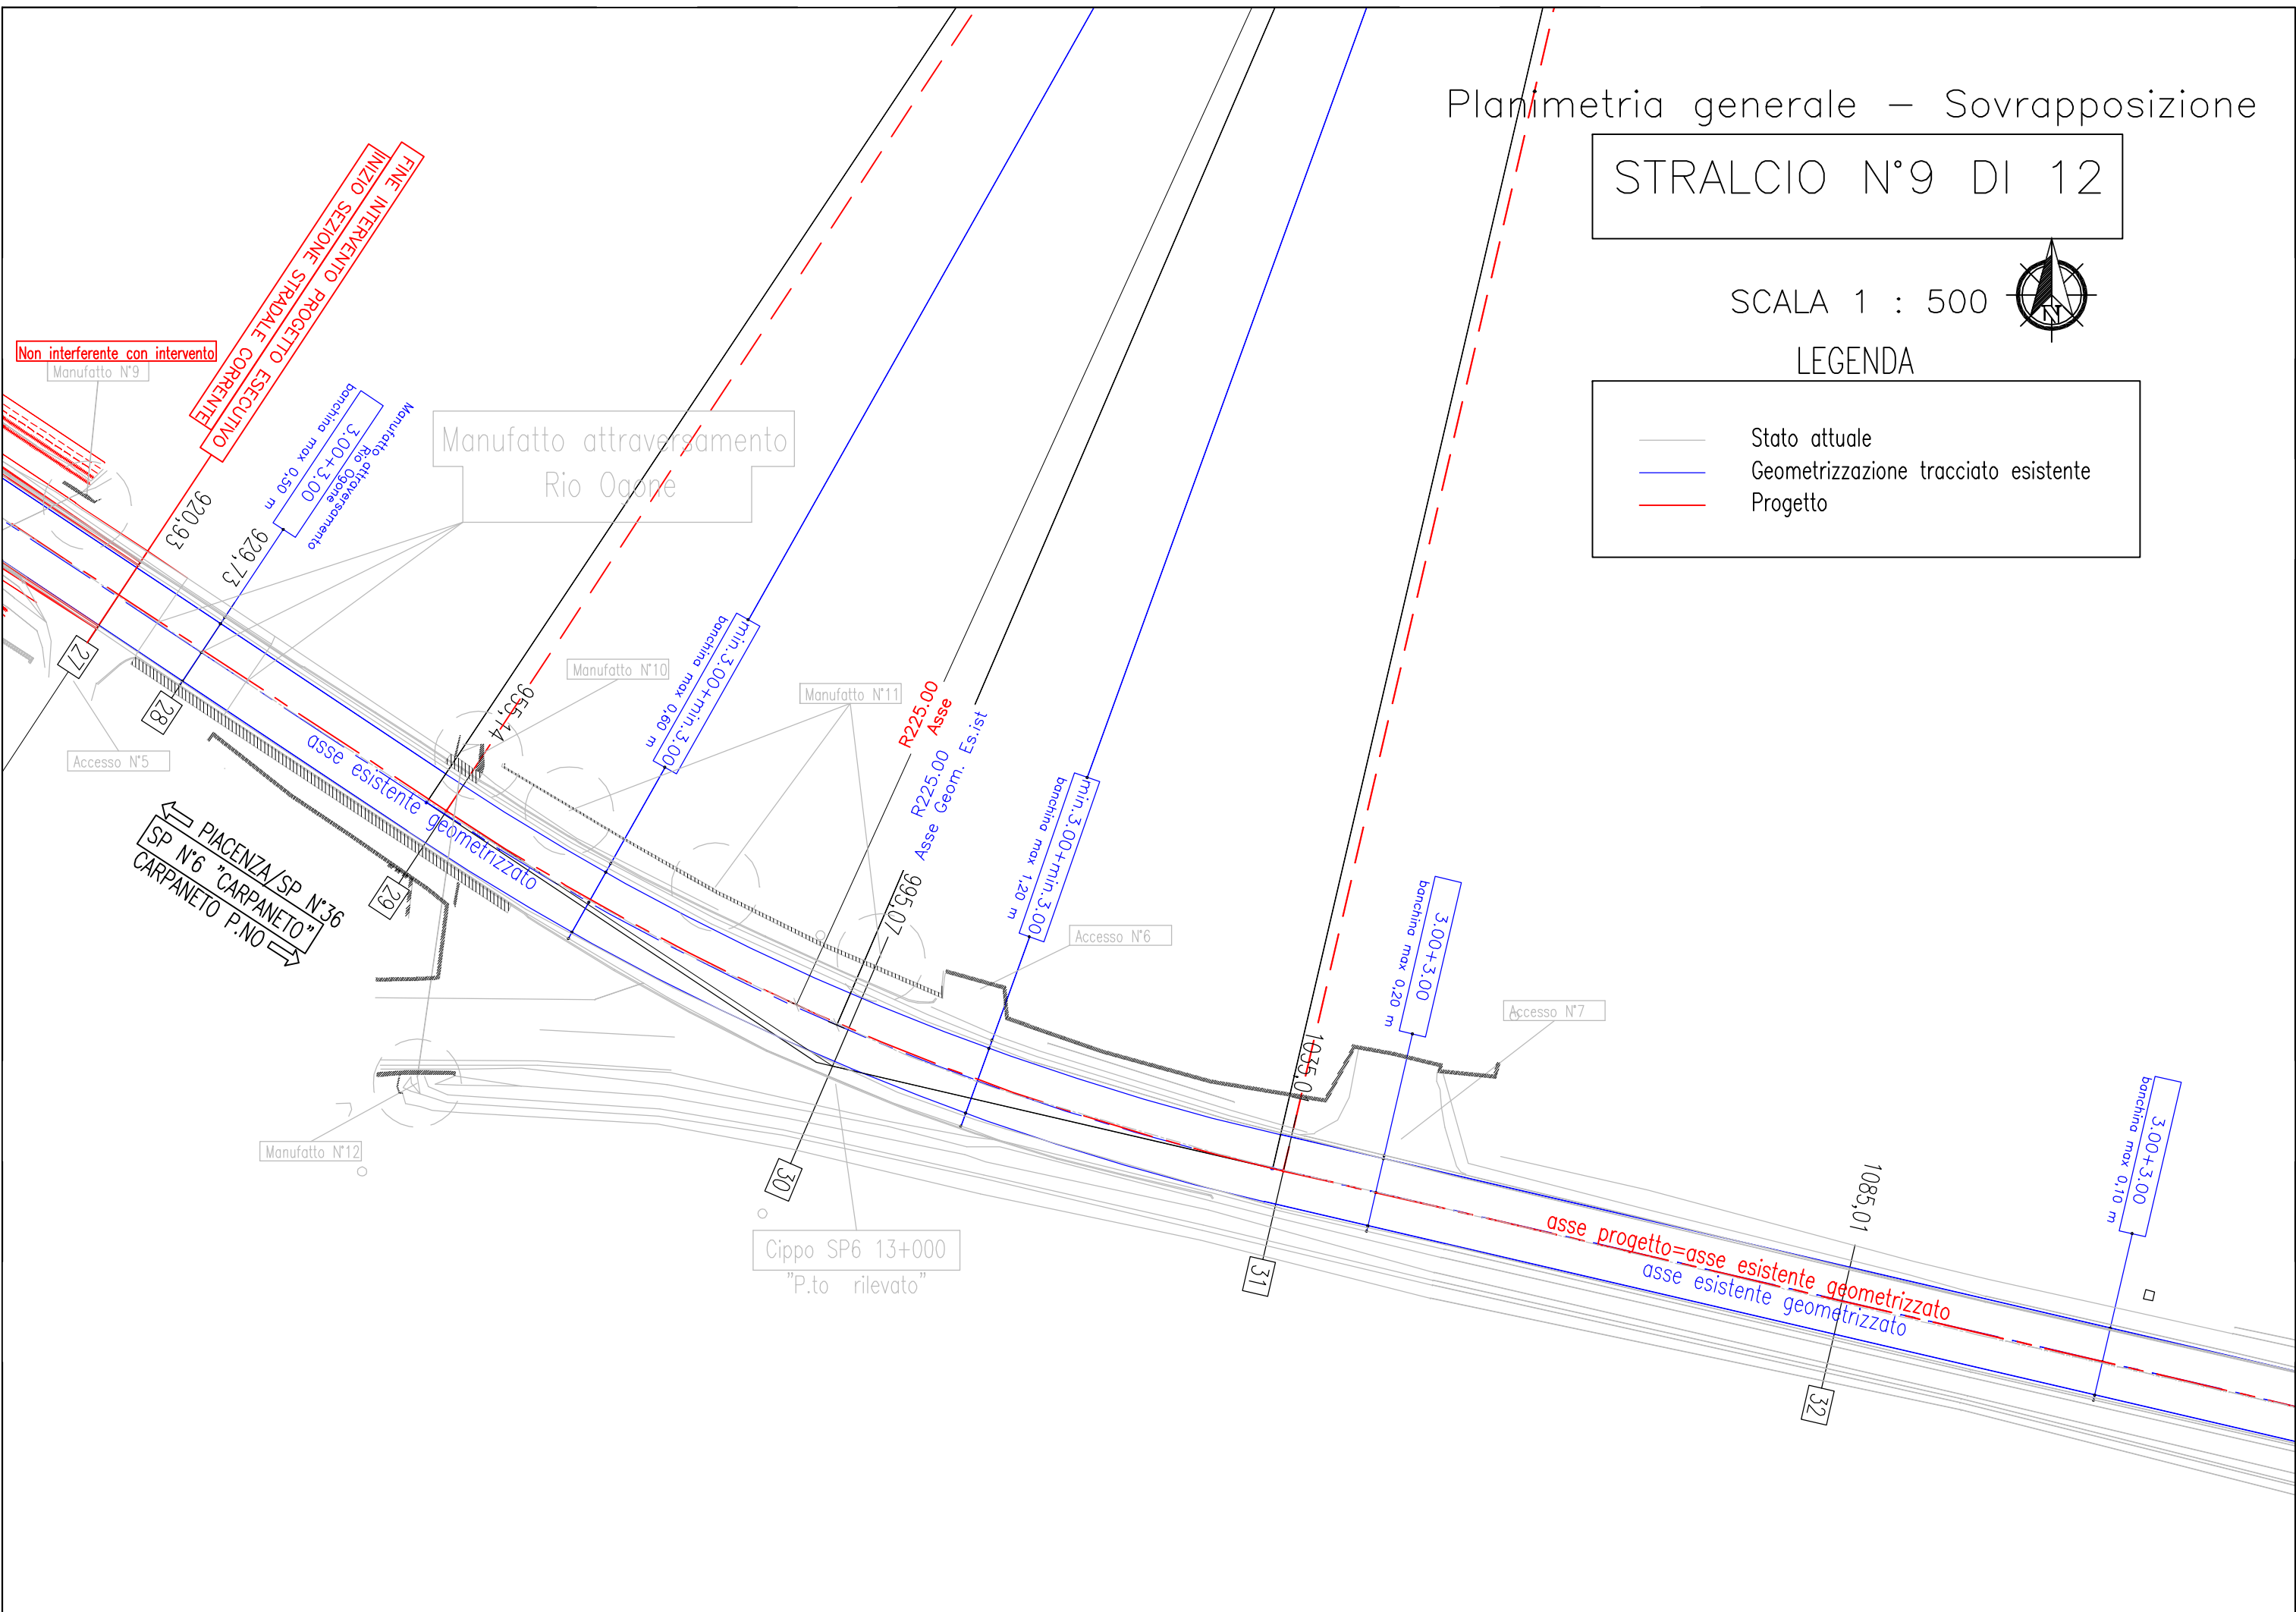 Planimetria generale – Sovrapposizione
STRALCIO N°9 DI 12
SCALA 1 : 500
N
LEGENDA
Stato attuale
Geometrizzazione tracciato esistente
Progetto
FINE INTERVENTO PROGETTO ESECUTIVO
INIZIO SEZIONE STRADALE CORRENTE
Non interferente con intervento
Manufatto N°9
920,93
929,73
Manufatto attraversamento
Rio Ogone
3.00+3.00
banchina max 0,50 m
Manufatto attraversamento
Rio Ogone
27
28
Accesso N°5
955,14
Manufatto N°10
asse esistente geometrizzato
29
PIACENZA/SP N°36
SP N°6 "CARPANETO"
CARPANETO P.NO
min.3.00+min.3.00
banchina max 0,60 m
Manufatto N°11
R225.00
Asse
R225.00
Asse Geom. Es.ist
995,07
min.3.00+min.3.00
banchina max 1,20 m
Accesso N°6
30
Manufatto N°12
Cippo SP6 13+000
"P.to rilevato"
1035,0
31
3.00+3.00
banchina max 0,20 m
Accesso N°7
asse progetto=asse esistente geometrizzato
asse esistente geometrizzato
1085,01
32
3.00+3.00
banchina max 0,10 m